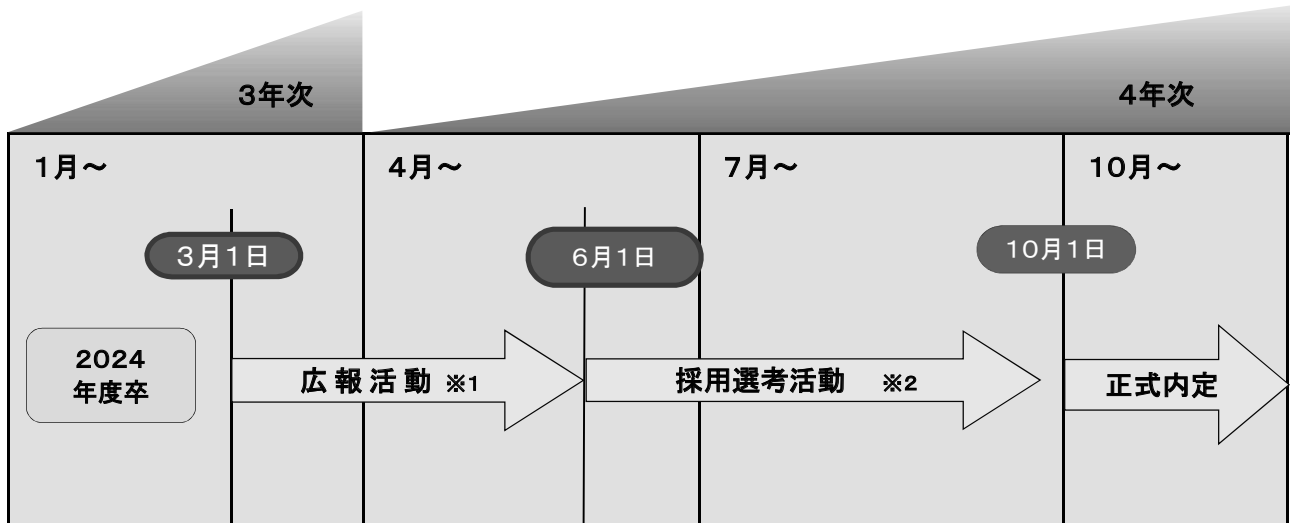 3年次
4年次
1月~
4月~
7月~
10月~
3月1日
6月1日
10月1日
2024
年度卒
広報活動 ※1
採用選考活動 ※2
正式内定